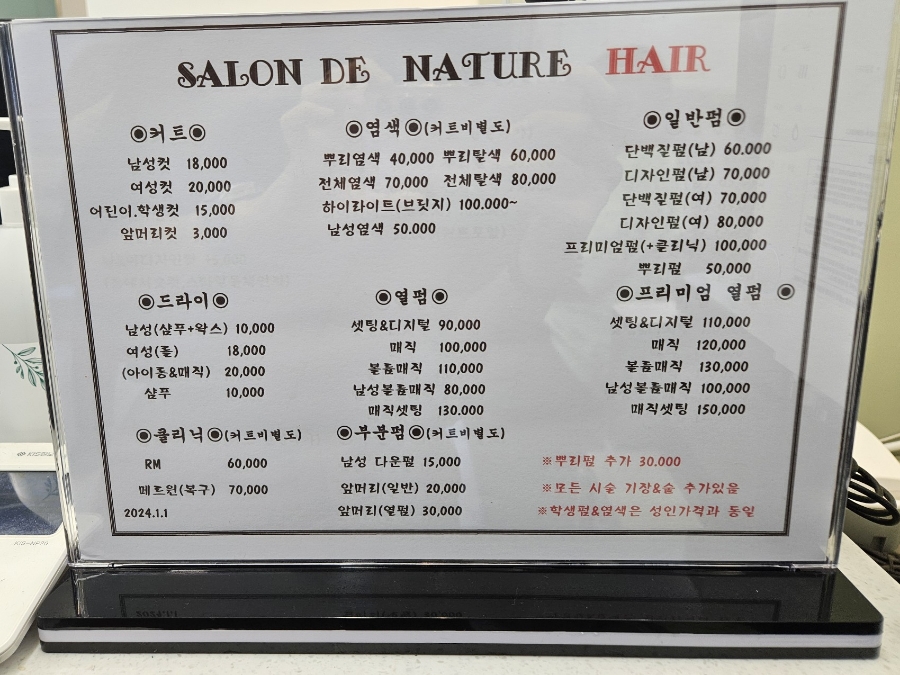 SALON DE NATURE HAIR
◉커트◉
남성컷 18,000
여성컷 20,000
어린이.학생컷 15,000
앞머리컷 3,000
◉염색◉(커트비별도)
뿌리염색 40,000 뿌리탈색 60,000
전체염색 70,000 전체탈색 80,000
하이라이트(브릿지) 100.000~
남성염색 50.000
◉일반펌◉
단백질펌(남) 60.000
디자인펌(남) 70,000
단백질펌(여) 70,000
디자인펌(여) 80,000
프리미엄펌(+클리닉) 100,000
뿌리펌 50,000
◉드라이◉
남성(샴푸+왁스) 10,000
여성(롤) 18,000
(아이롱&매직) 20,000
샴푸 10,000
◉열펌◉
셋팅&디지털 90,000
매직 100,000
볼륨매직 110,000
남성볼륨매직 80,000
매직셋팅 130.000
◉프리미엄 열펌 ◉
셋팅&디지털 110,000
매직 120,000
볼륨매직 130,000
남성볼륨매직 100,000
매직셋팅 150,000
◉클리닉◉(커트비별도)
RM 60,000
메르원(복구) 70,000
2024.1.1
◉부분펌◉(커트비별도)
남성 다운펌 15,000
앞머리(일반) 20,000
앞머리(열펌) 30,000
※뿌리펌 추가 30.000
※모든 시술 기장&숱 추가있음
※학생펌&염색은 성인가격과 동일